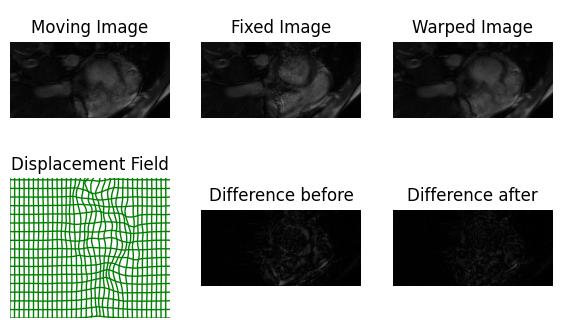 Moving Image
Fixed Image
Warped Image
Displacement Field
Difference before
Difference after